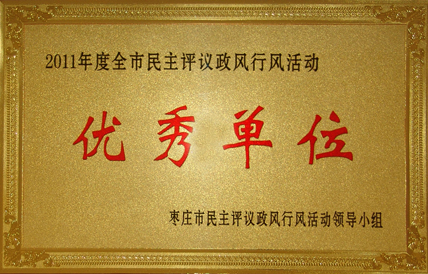 2011年度全市民主评议政风行风活动
优秀单位
枣庄市民主评议政风行风活动领导小组